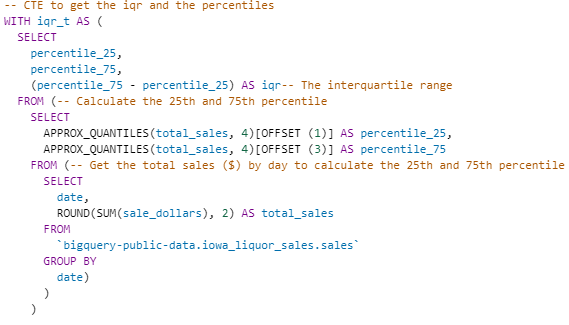 -- CTE to get the iqr and the percentiles
WITH iqr_t AS (
  SELECT
    percentile_25,
    percentile_75,
    (percentile_75 - percentile_25) AS iqr-- The interquartile range
  FROM (-- Calculate the 25th and 75th percentile
    SELECT
      APPROX_QUANTILES(total_sales, 4)[OFFSET (1)] AS percentile_25,
      APPROX_QUANTILES(total_sales, 4)[OFFSET (3)] AS percentile_75
    FROM (-- Get the total sales ($) by day to calculate the 25th and 75th percentile
      SELECT
        date,
        ROUND(SUM(sale_dollars), 2) AS total_sales
      FROM
        `bigquery-public-data.iowa_liquor_sales.sales`
      GROUP BY
        date)
      )
    )